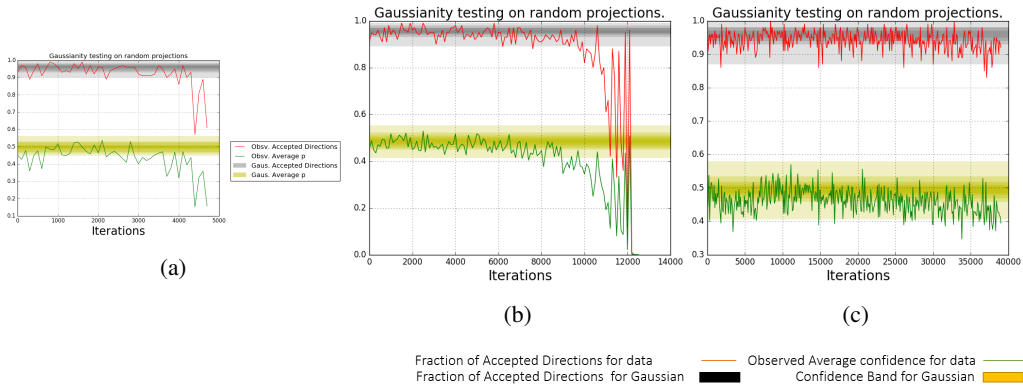 Gaussianity testing on random projections.
1.0
0.9
0.8
0.7
0.6
0.5
0.4
0.3
0.2
0.1
0 1000 2000 3000 4000 5000
Iterations
Obsv. Accepted Directions
Obsv. Average p
Gaus. Accepted Directions
Gaus. Average p
(a)
Gaussianity testing on random projections.
1.0
0.8
0.6
0.4
0.2
0.0
0 2000 4000 6000 8000 10000 12000 14000
Iterations
(b)
Gaussianity testing on random projections.
1.0
0.9
0.8
0.7
0.6
0.5
0.4
0.3
0 5000 10000 15000 20000 25000 30000 35000 40000
Iterations
(c)
Fraction of Accepted Directions for data
Observed Average confidence for data
Fraction of Accepted Directions for Gaussian
Confidence Band for Gaussian